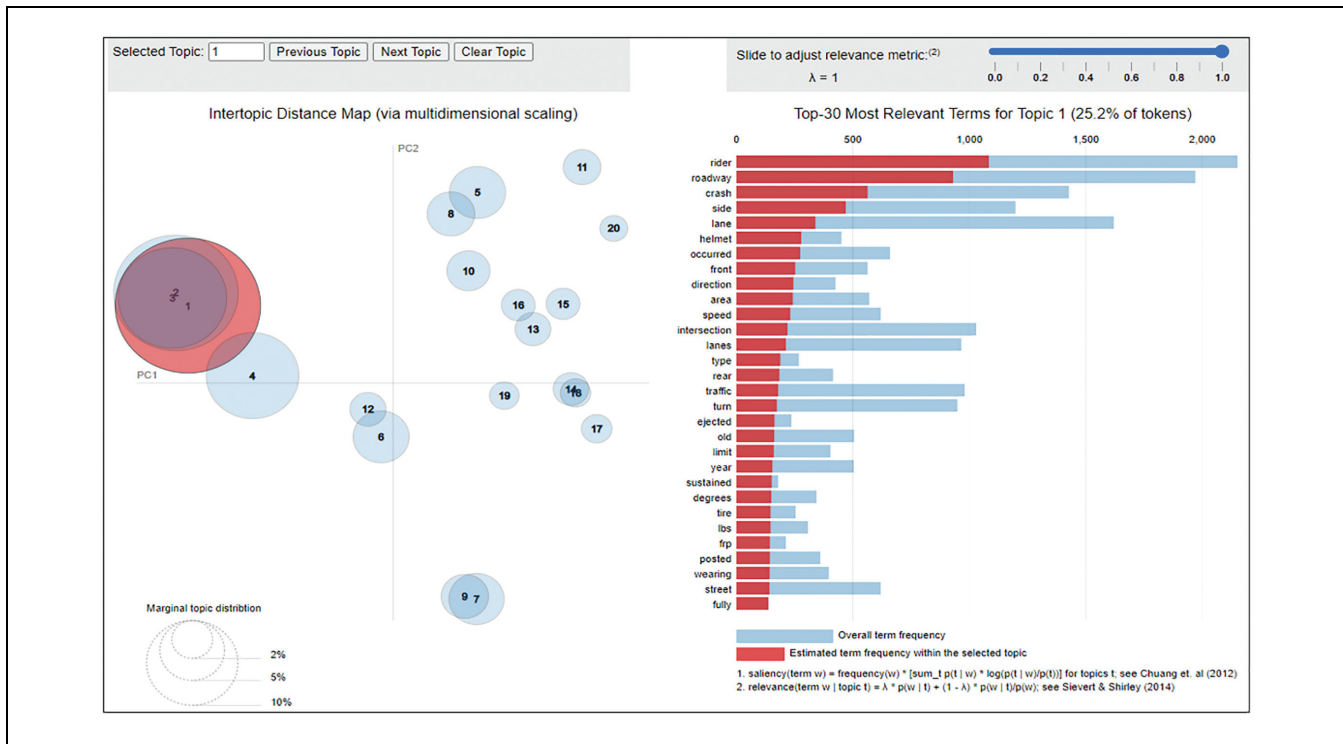 Selected Topic: 1 Previous Topic Next Topic Clear Topic
Slide to adjust relevance metric:(2)
λ = 1
0.0 0.2 0.4 0.6 0.8 1.0
Intertopic Distance Map (via multidimensional scaling)
PC2
PC1
11
5
8
20
10
2
3
1
16
15
13
4
14
18
19
12
17
6
9
7
Marginal topic distribtion
2%
5%
10%
Top-30 Most Relevant Terms for Topic 1 (25.2% of tokens)
0 500 1,000 1,500 2,000
rider
roadway
crash
side
lane
helmet
occurred
front
direction
area
speed
intersection
lanes
type
rear
traffic
turn
ejected
old
limit
year
sustained
degrees
tire
lbs
frp
posted
wearing
street
fully
Overall term frequency
Estimated term frequency within the selected topic
1. saliency(term w) = frequency(w) * [sum_t p(t | w) * log(p(t | w)/p(t))] for topics t; see Chuang et. al (2012)
2. relevance(term w | topic t) = λ * p(w | t) + (1 - λ) * p(w | t)/p(w); see Sievert & Shirley (2014)